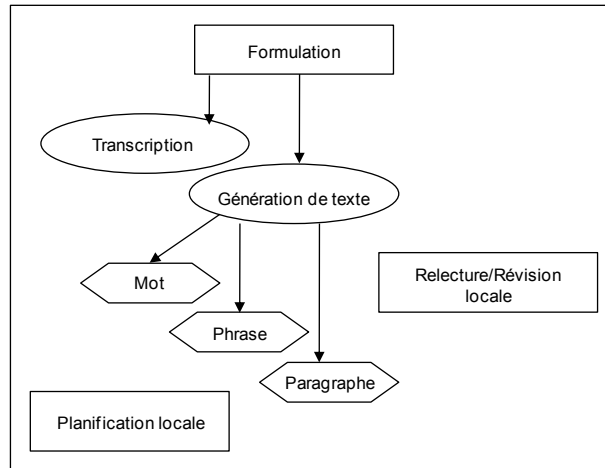 Formulation
Transcription
Génération de texte
Mot
Relecture/Révision
locale
Phrase
Paragraphe
Planification locale